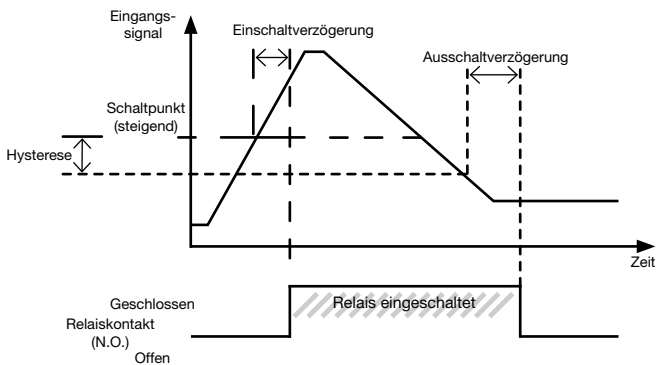 Eingangs-
signal
Einschaltverzögerung
Ausschaltverzögerung
Schaltpunkt
(steigend)
Hysterese
Zeit
Geschlossen
Relais eingeschaltet
Relaiskontakt
(N.O.)
Offen